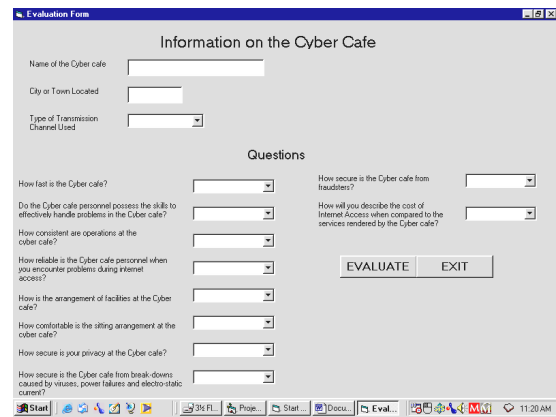 Evaluation Form
Information on the Cyber Cafe
Name of the Cyber cafe
City or Town Located
Type of Transmission
Channel Used
Questions
How fast is the Cyber cafe?
Do the Cyber cafe personnel possess the skills to
effectively handle problems in the Cyber cafe?
How consistent are operations at the
cyber cafe?
How reliable is the Cyber cafe personnel when
you encounter problems during internet
access?
How is the arrangement of facilities at the Cyber
cafe?
How comfortable is the sitting arrangement at the
cyber cafe?
How secure is your privacy at the Cyber cafe?
How secure is the Cyber cafe from break-downs
caused by viruses, power failures and electro-static
current?
How secure is the Cyber cafe from
fraudsters?
How will you describe the cost of
Internet Access when compared to the
services rendered by the Cyber cafe?
EVALUATE EXIT
Start 3½ Fl... Proje... Start ... Docu... Eval... 11:20 AM